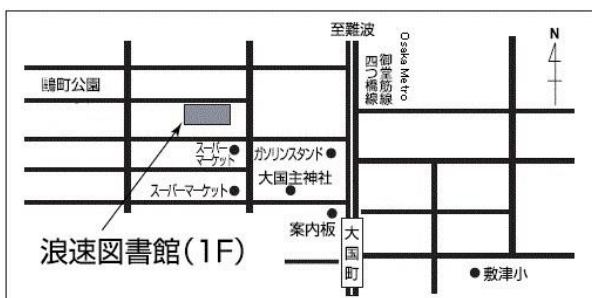 至難波
N
Osaka Metro
御堂筋線
四つ橋線
鴎町公園
スーパー
マーケット
ガソリンスタンド
大国主神社
スーパーマーケット
案内板
浪速図書館(1F)
大国町
敷津小